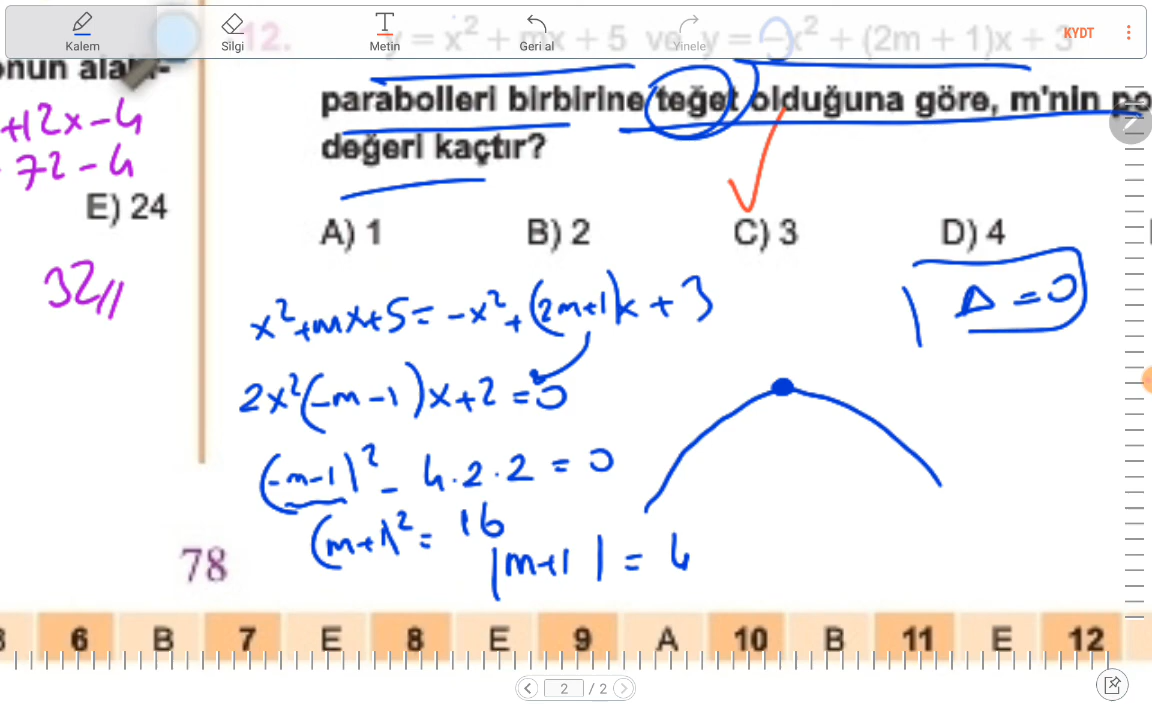 Kalem
Silgi
Metin
Geri al
Yinele
KYDT
12. y = x² + mx + 5 ve y = -x² + (2m + 1)x + 3
parabolleri birbirine teğet olduğuna göre, m'nin po
değeri kaçtır?
A) 1 B) 2 C) 3 D) 4
+12x-4
72-4
E) 24
32//
x²+mx+5=-x²+(2m+1)x+3
Δ=0
2x²(-m-1)x+2=0
(-m-1)²-4.2.2=0
(m+1)²=16
|m+1|=4
78
6 B 7 E 8 E 9 A 10 B 11 E 12
2 / 2